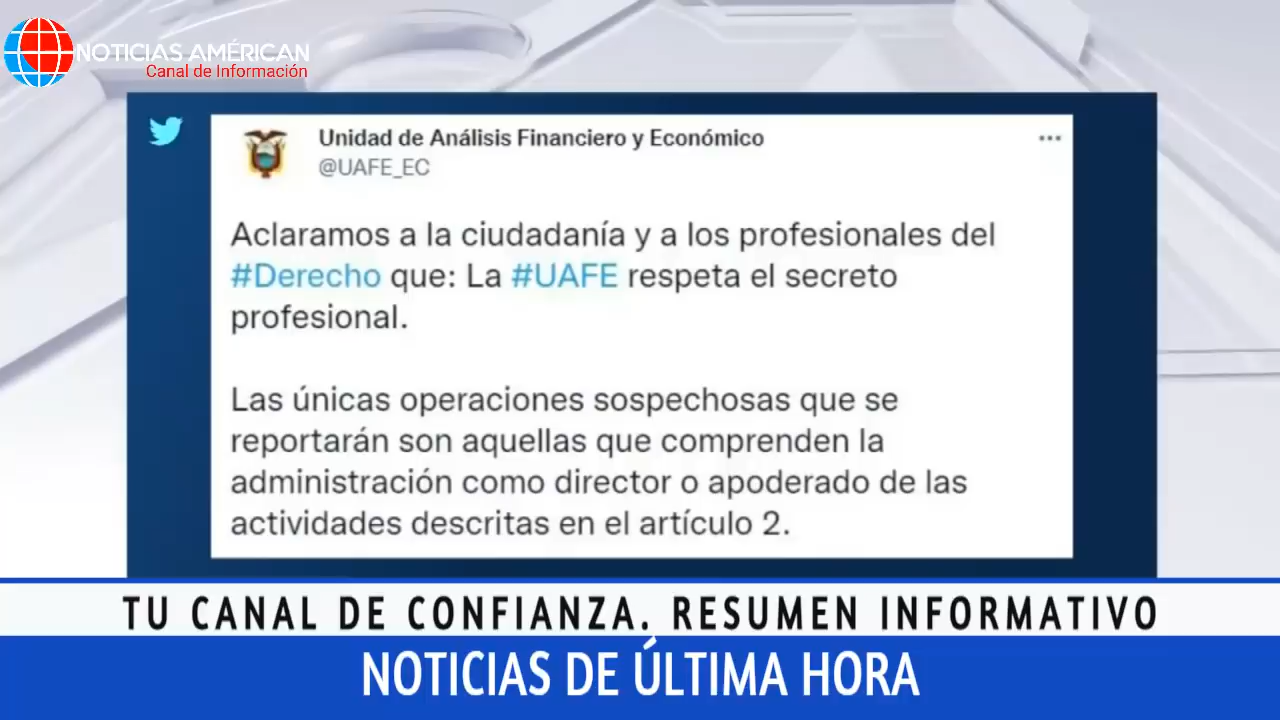 NOTICIAS AMÉRICAN
Canal de Información
Unidad de Análisis Financiero y Económico
@UAFE_EC
Aclaramos a la ciudadanía y a los profesionales del
#Derecho que: La #UAFE respeta el secreto
profesional.
Las únicas operaciones sospechosas que se
reportarán son aquellas que comprenden la
administración como director o apoderado de las
actividades descritas en el artículo 2.
TU CANAL DE CONFIANZA. RESUMEN INFORMATIVO
NOTICIAS DE ÚLTIMA HORA